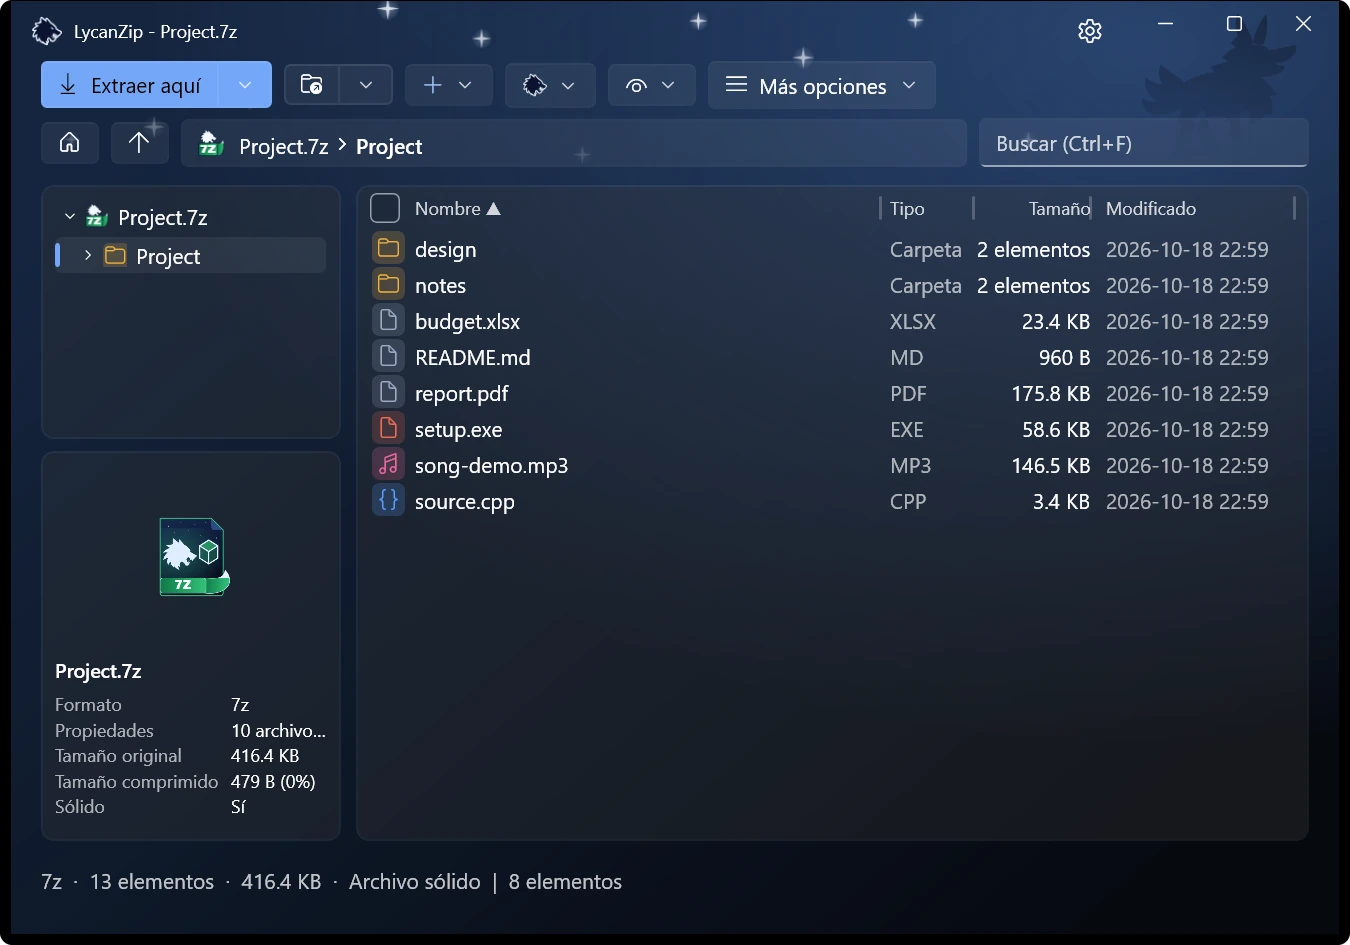 LycanZip - Project.7z
Extraer aquí
Más opciones
7Z Project.7z > Project
Buscar (Ctrl+F)
7Z Project.7z
Project
Nombre ▲ Tipo Tamaño Modificado
design Carpeta 2 elementos 2026-10-18 22:59
notes Carpeta 2 elementos 2026-10-18 22:59
budget.xlsx XLSX 23.4 KB 2026-10-18 22:59
README.md MD 960 B 2026-10-18 22:59
report.pdf PDF 175.8 KB 2026-10-18 22:59
setup.exe EXE 58.6 KB 2026-10-18 22:59
song-demo.mp3 MP3 146.5 KB 2026-10-18 22:59
source.cpp CPP 3.4 KB 2026-10-18 22:59
7Z
Project.7z
Formato 7z
Propiedades 10 archivo...
Tamaño original 416.4 KB
Tamaño comprimido 479 B (0%)
Sólido Sí
7z · 13 elementos · 416.4 KB · Archivo sólido | 8 elementos